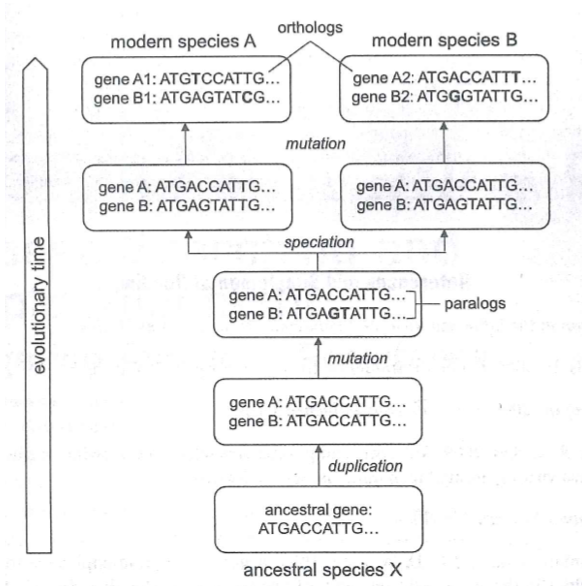 orthologs
modern species A
modern species B
gene A1: ATGTCCATTG...
gene B1: ATGAGTATCG...
gene A2: ATGACCATTT...
gene B2: ATGGGTATTG...
mutation
gene A: ATGACCATTG...
gene B: ATGAGTATTG...
gene A: ATGACCATTG...
gene B: ATGAGTATTG...
speciation
gene A: ATGACCATTG...
gene B: ATGAGTATTG...
paralogs
mutation
gene A: ATGACCATTG...
gene B: ATGACCATTG...
duplication
ancestral gene:
ATGACCATTG...
ancestral species X
evolutionary time